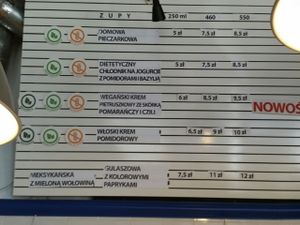 ZUPY 250 ml 460 550
DOMOWA 5 zł 7,5 zł 8,5 zł
PIECZARKOWA
DIETETYCZNY 5 zł 7,5 zł 8,5 zł
CHŁODNIK NA JOGURCIE
Z POMIDORAMI I BAZYLIĄ
WEGAŃSKI KREM 6 zł 8,5 zł 9,5 zł
PIETRUSZKOWY ZE SKÓRKĄ
POMARAŃCZY I CZILI
NOWOŚ
WŁOSKI KREM 6,5 zł 9 zł 10 zł
POMIDOROWY
GULASZOWA
MEKSYKAŃSKA Z KOLOROWYMI 7,5 zł 11 zł 12 zł
Z MIELONĄ WOŁOWINĄ PAPRYKAMI